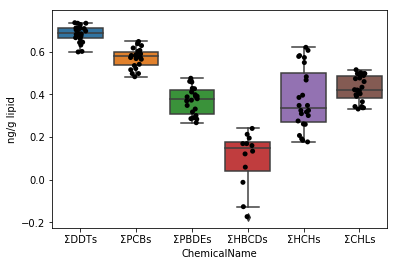 0.6
0.4
0.2
0.0
−0.2
ng/g lipid
ΣDDTs ΣPCBs ΣPBDEs ΣHBCDs ΣHCHs ΣCHLs
ChemicalName